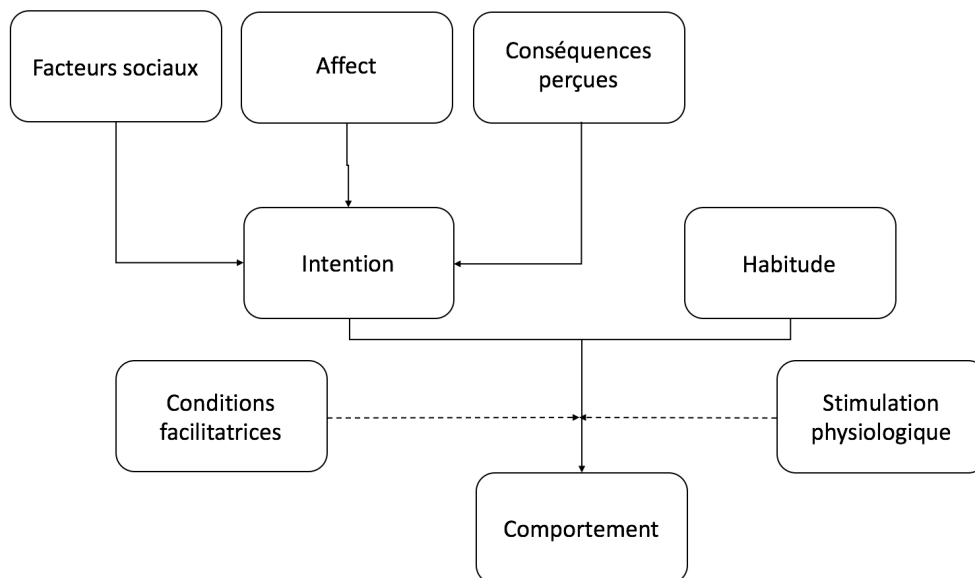 Facteurs sociaux
Affect
Conséquences
perçues
Intention
Habitude
Conditions
facilitatrices
Stimulation
physiologique
Comportement